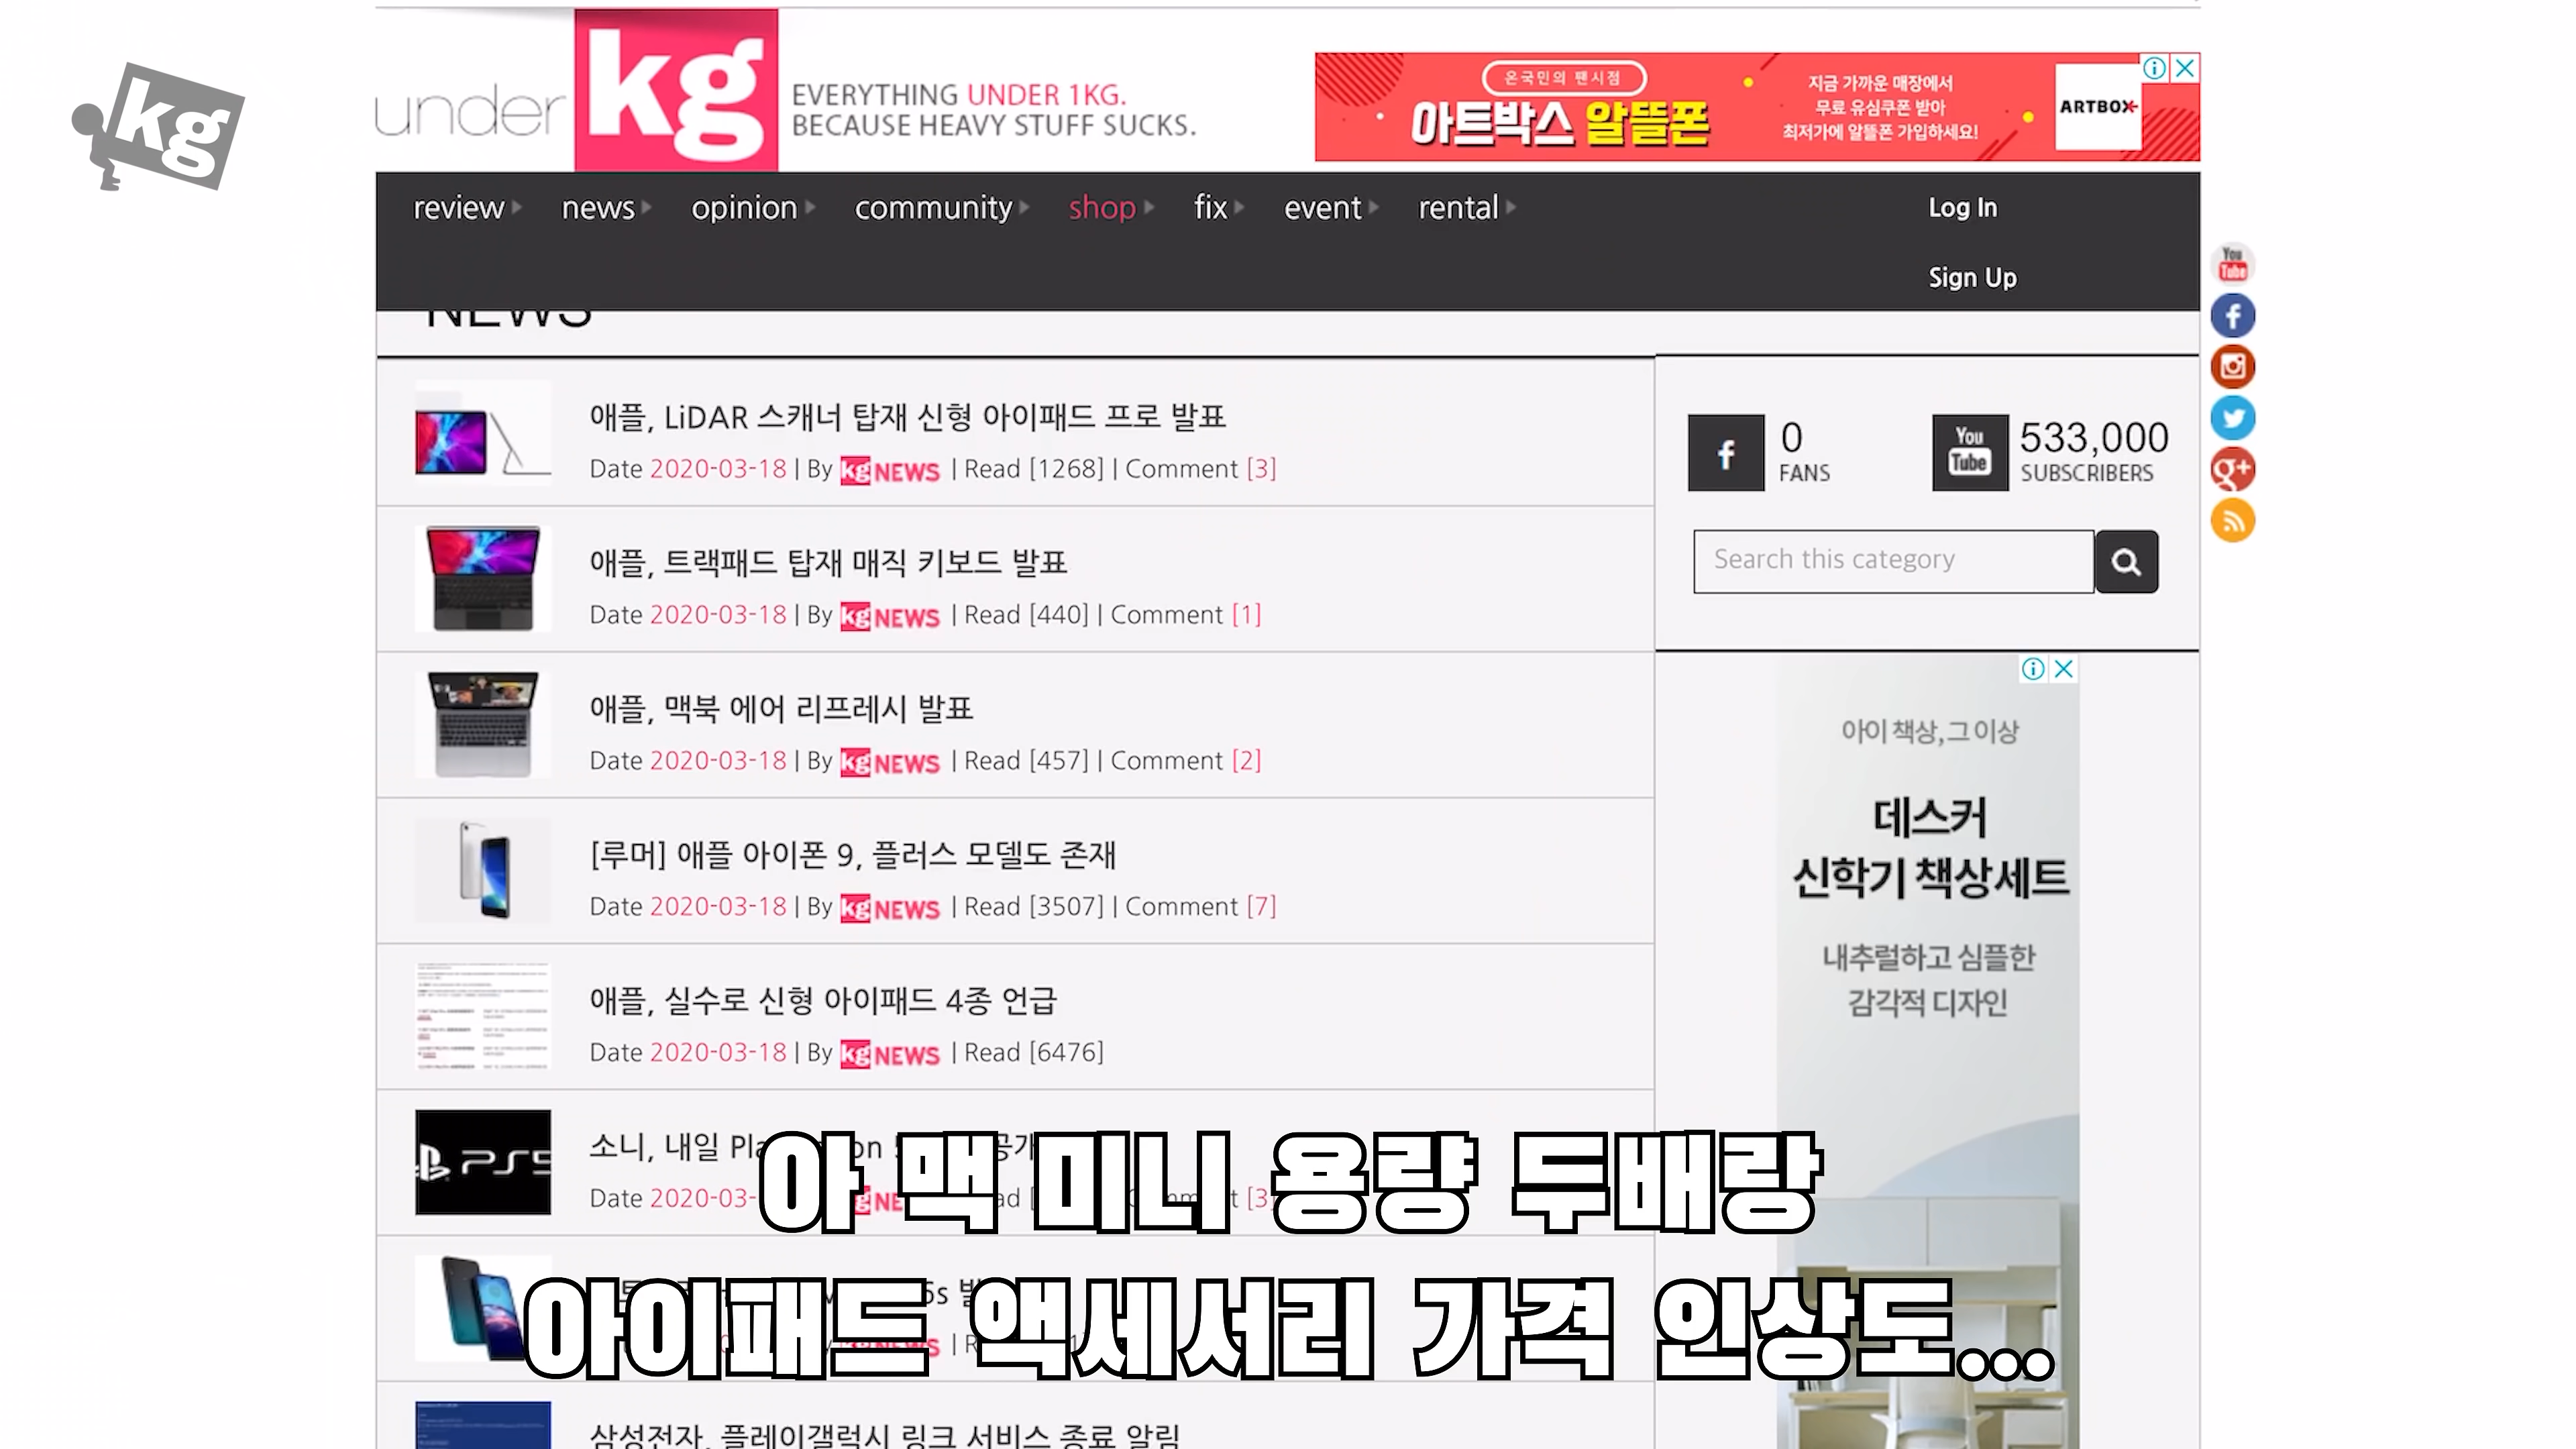 kg
under kg
EVERYTHING UNDER 1KG.
BECAUSE HEAVY STUFF SUCKS.
온국민의 팬시점
아트박스 알뜰폰
지금 가까운 매장에서
무료 유심쿠폰 받아
최저가에 알뜰폰 가입하세요!
ARTBOX
review news opinion community shop fix event rental
Log In
Sign Up
NEWS
애플, LiDAR 스캐너 탑재 신형 아이패드 프로 발표
Date 2020-03-18 | By kg NEWS | Read [1268] | Comment [3]
애플, 트랙패드 탑재 매직 키보드 발표
Date 2020-03-18 | By kg NEWS | Read [440] | Comment [1]
애플, 맥북 에어 리프레시 발표
Date 2020-03-18 | By kg NEWS | Read [457] | Comment [2]
[루머] 애플 아이폰 9, 플러스 모델도 존재
Date 2020-03-18 | By kg NEWS | Read [3507] | Comment [7]
애플, 실수로 신형 아이패드 4종 언급
Date 2020-03-18 | By kg NEWS | Read [6476]
PS5
소니, 내일
Date
[3]
삼성전자, 플레이갤럭시 링크 서비스 종료 알림
f
0
FANS
You Tube
533,000
SUBSCRIBERS
Search this category
You Tube
f
g+
아이 책상, 그 이상
데스커
신학기 책상세트
내추럴하고 심플한
감각적 디자인
아 맥 미니 용량 두배랑
아이패드 액세서리 가격 인상도...